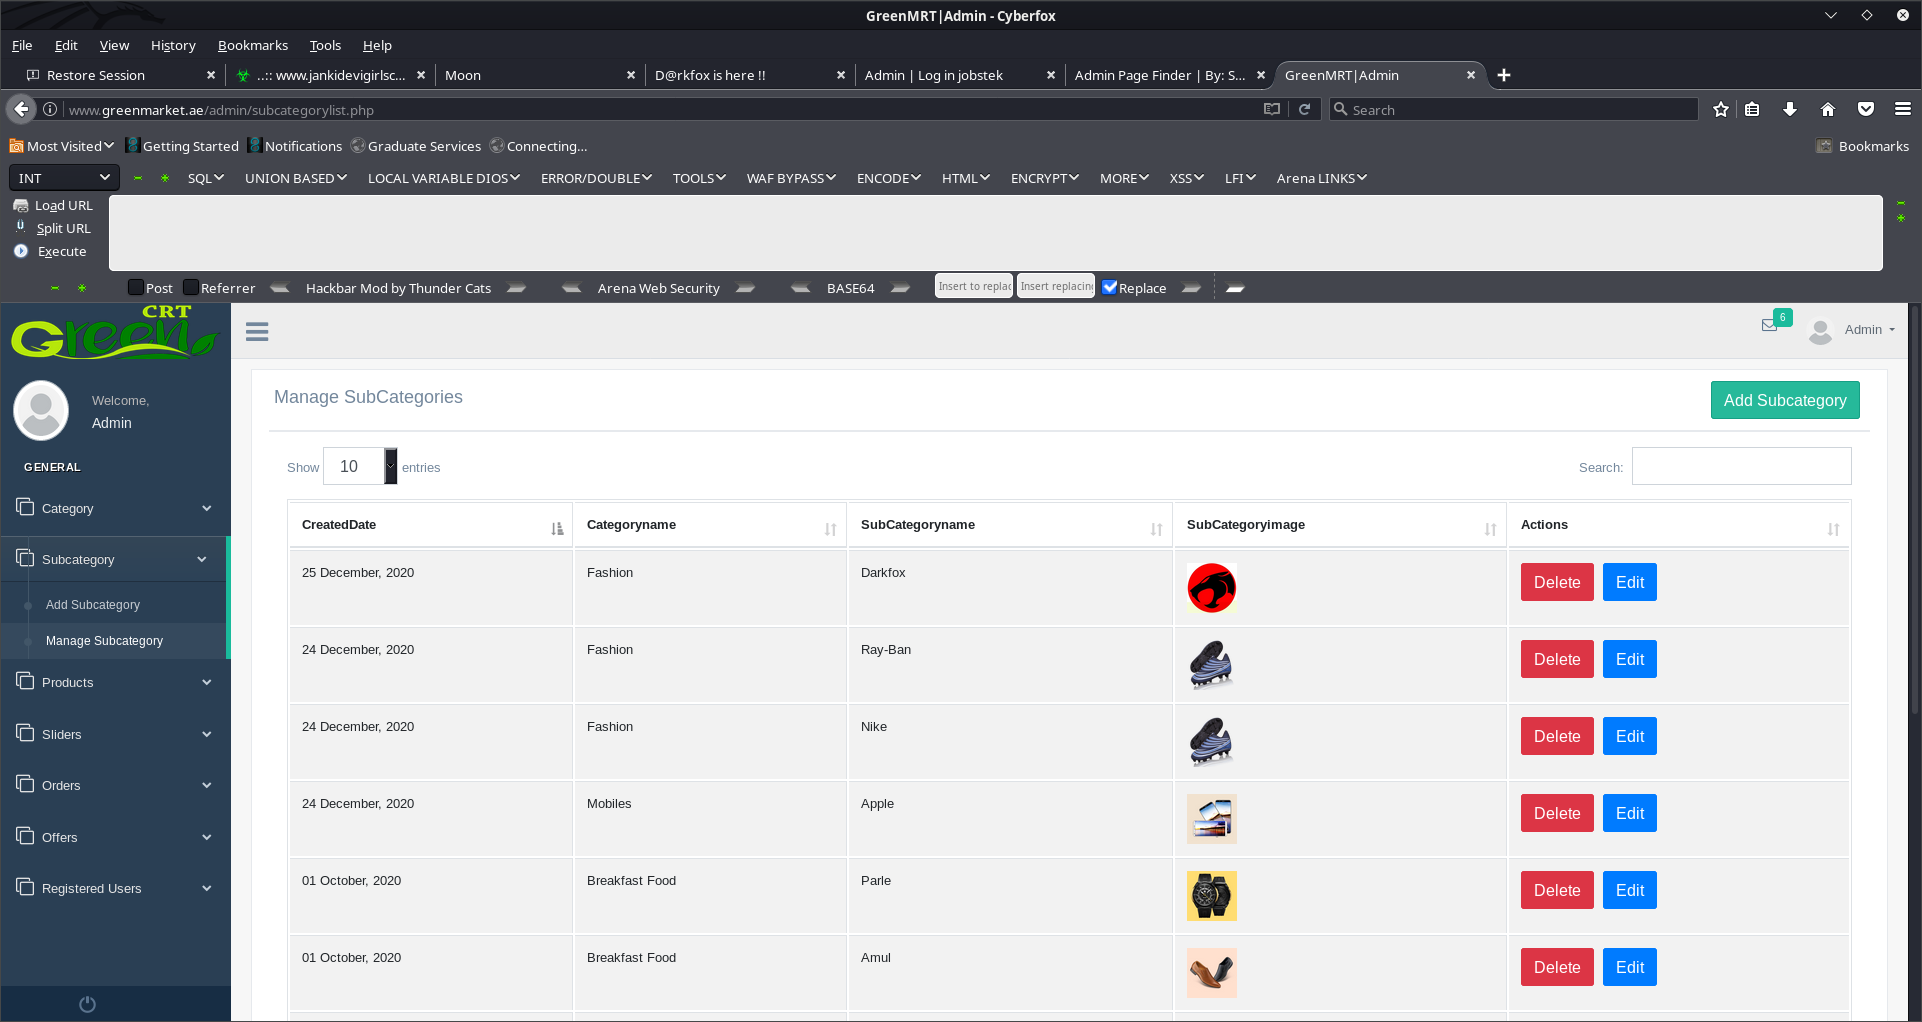 GreenMRT|Admin - Cyberfox
File Edit View History Bookmarks Tools Help
Restore Session ..:: www.jankidevigirlsc... Moon D@rkfox is here !! Admin | Log in jobstek Admin Page Finder | By: S... GreenMRT|Admin
www.greenmarket.ae/admin/subcategorylist.php Search
Most Visited Getting Started Notifications Graduate Services Connecting... Bookmarks
INT SQL UNION BASED LOCAL VARIABLE DIOS ERROR/DOUBLE TOOLS WAF BYPASS ENCODE HTML ENCRYPT MORE XSS LFI Arena LINKS
Load URL
Split URL
Execute
Post Referrer Hackbar Mod by Thunder Cats Arena Web Security BASE64 Insert to replac Insert replacing Replace
CRT
Green
6
Admin
Welcome,
Admin
GENERAL
Category
Subcategory
Add Subcategory
Manage Subcategory
Products
Sliders
Orders
Offers
Registered Users
Manage SubCategories Add Subcategory
Show 10 entries Search:
CreatedDate Categoryname SubCategoryname SubCategoryimage Actions
25 December, 2020 Fashion Darkfox Delete Edit
24 December, 2020 Fashion Ray-Ban Delete Edit
24 December, 2020 Fashion Nike Delete Edit
24 December, 2020 Mobiles Apple Delete Edit
01 October, 2020 Breakfast Food Parle Delete Edit
01 October, 2020 Breakfast Food Amul Delete Edit